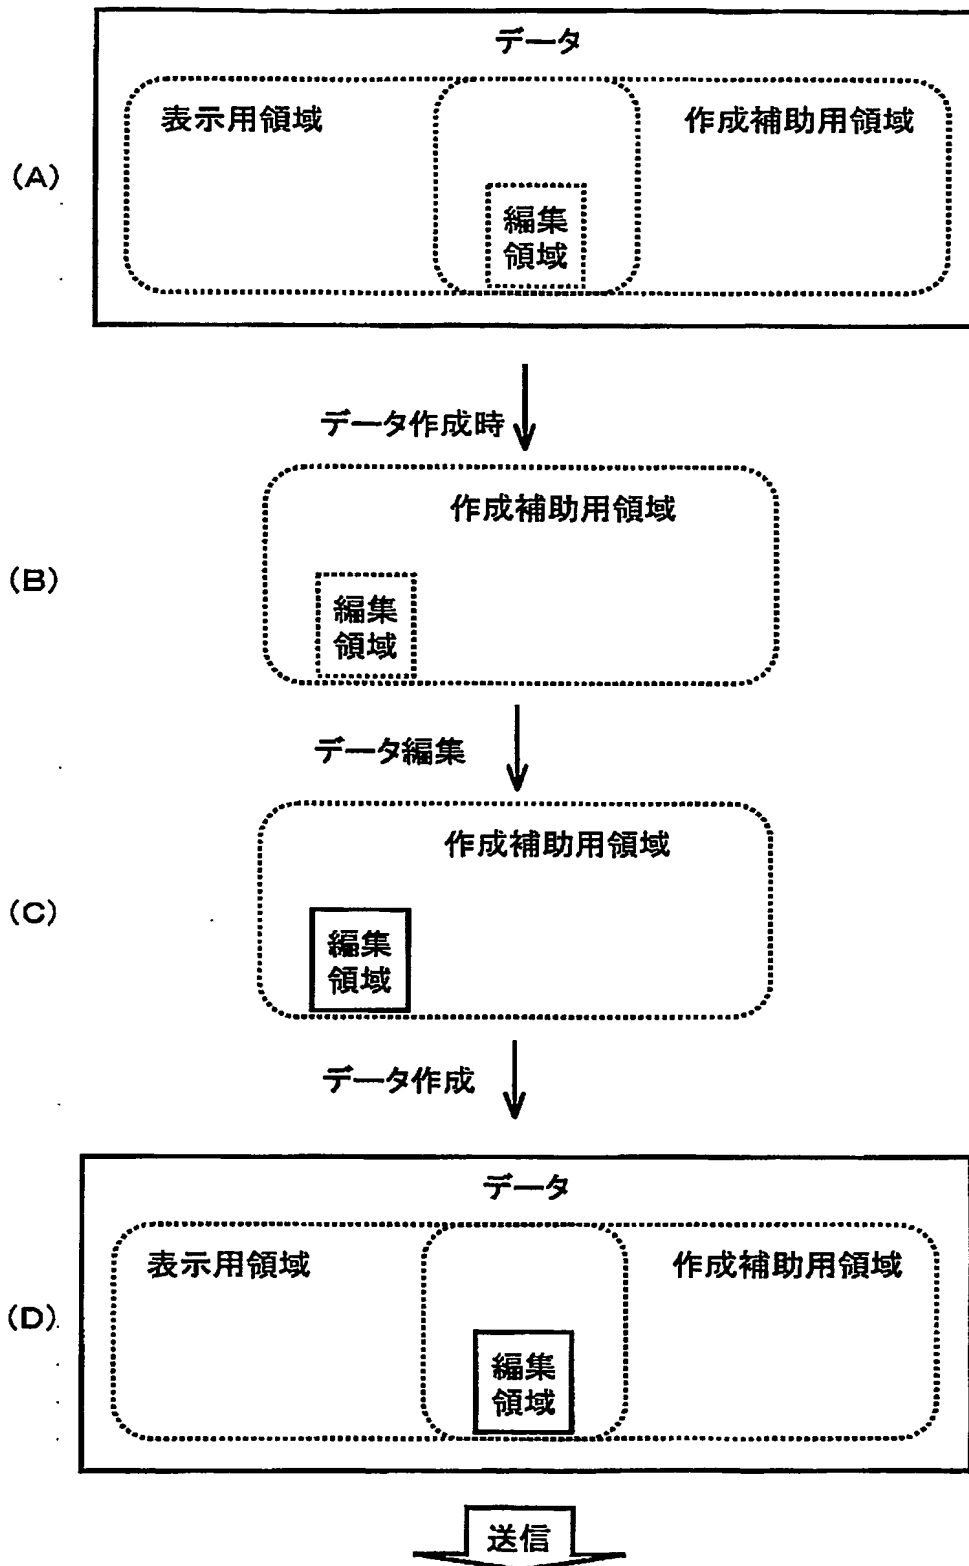 データ
表示用領域
作成補助用領域
(A)
編集
領域
データ作成時
作成補助用領域
(B)
編集
領域
データ編集
作成補助用領域
(C)
編集
領域
データ作成
データ
表示用領域
作成補助用領域
(D)
編集
領域
送信